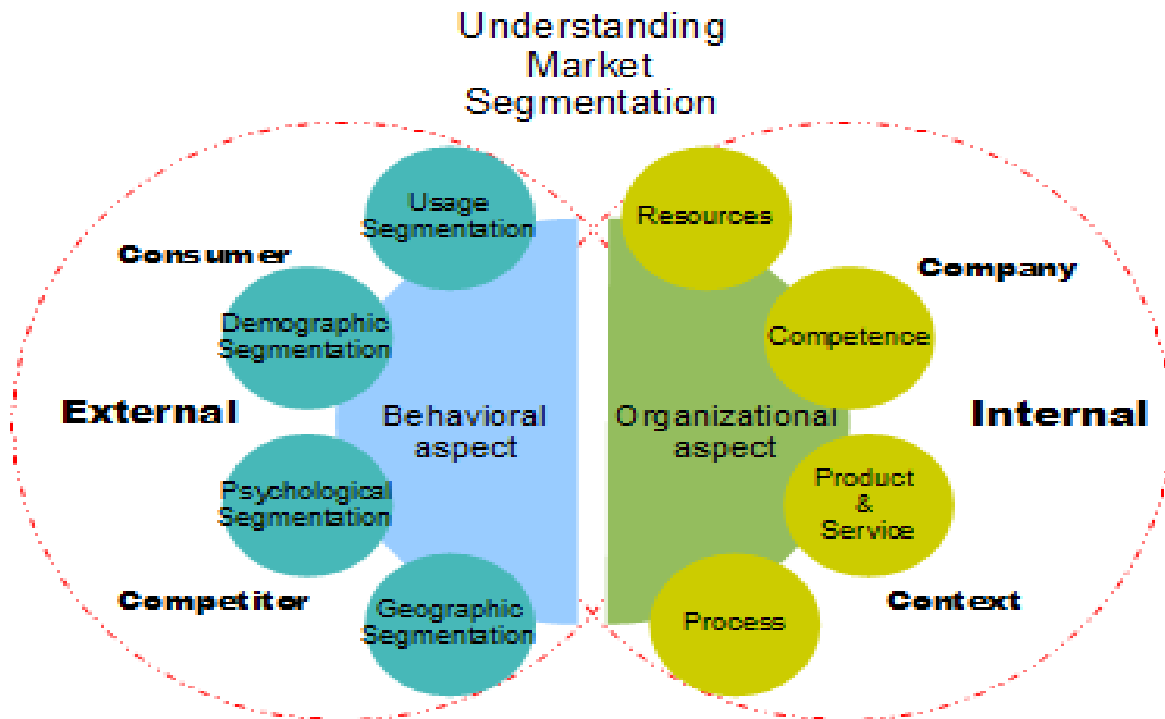 Understanding
Market
Segmentation
Usage
Segmentation
Consumer
Demographic
Segmentation
External
Behavioral
aspect
Psychological
Segmentation
Competitor
Geographic
Segmentation
Resources
Company
Competence
Organizational
aspect
Internal
Product
&
Service
Context
Process